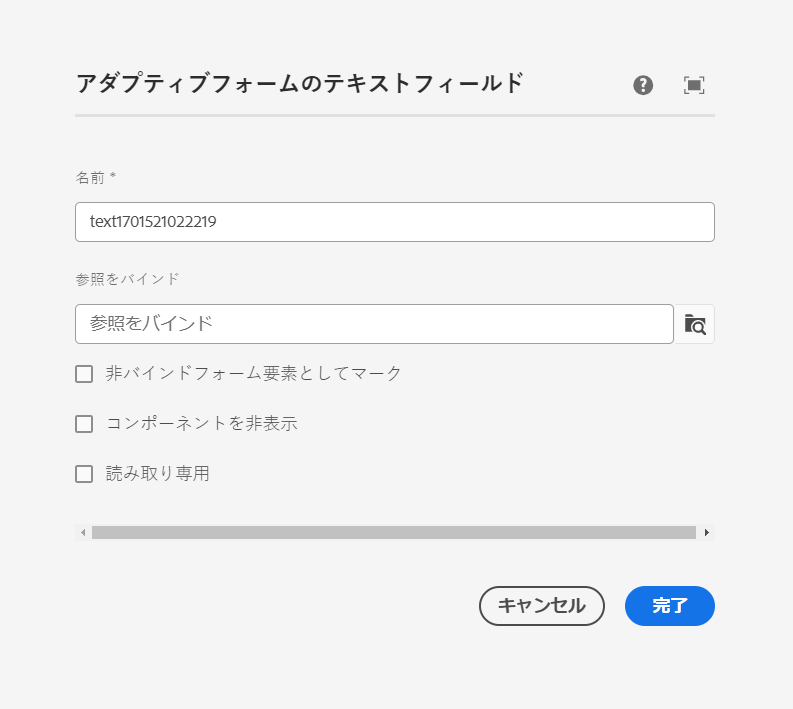 アダプティブフォームのテキストフィールド
名前 *
text1701521022219
参照をバインド
参照をバインド
非バインドフォーム要素としてマーク
コンポーネントを非表示
読み取り専用
キャンセル 完了